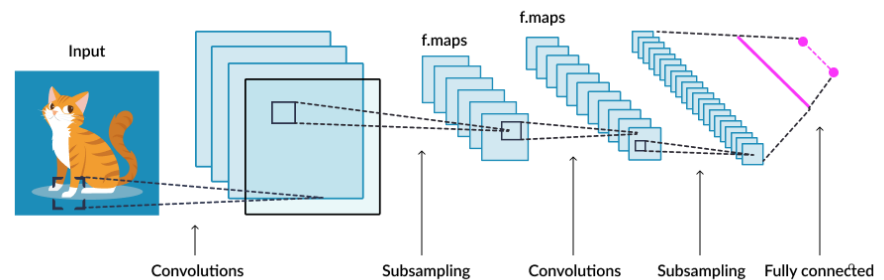 f.maps
Input
f.maps
Convolutions
Subsampling
Convolutions
Subsampling
Fully connected